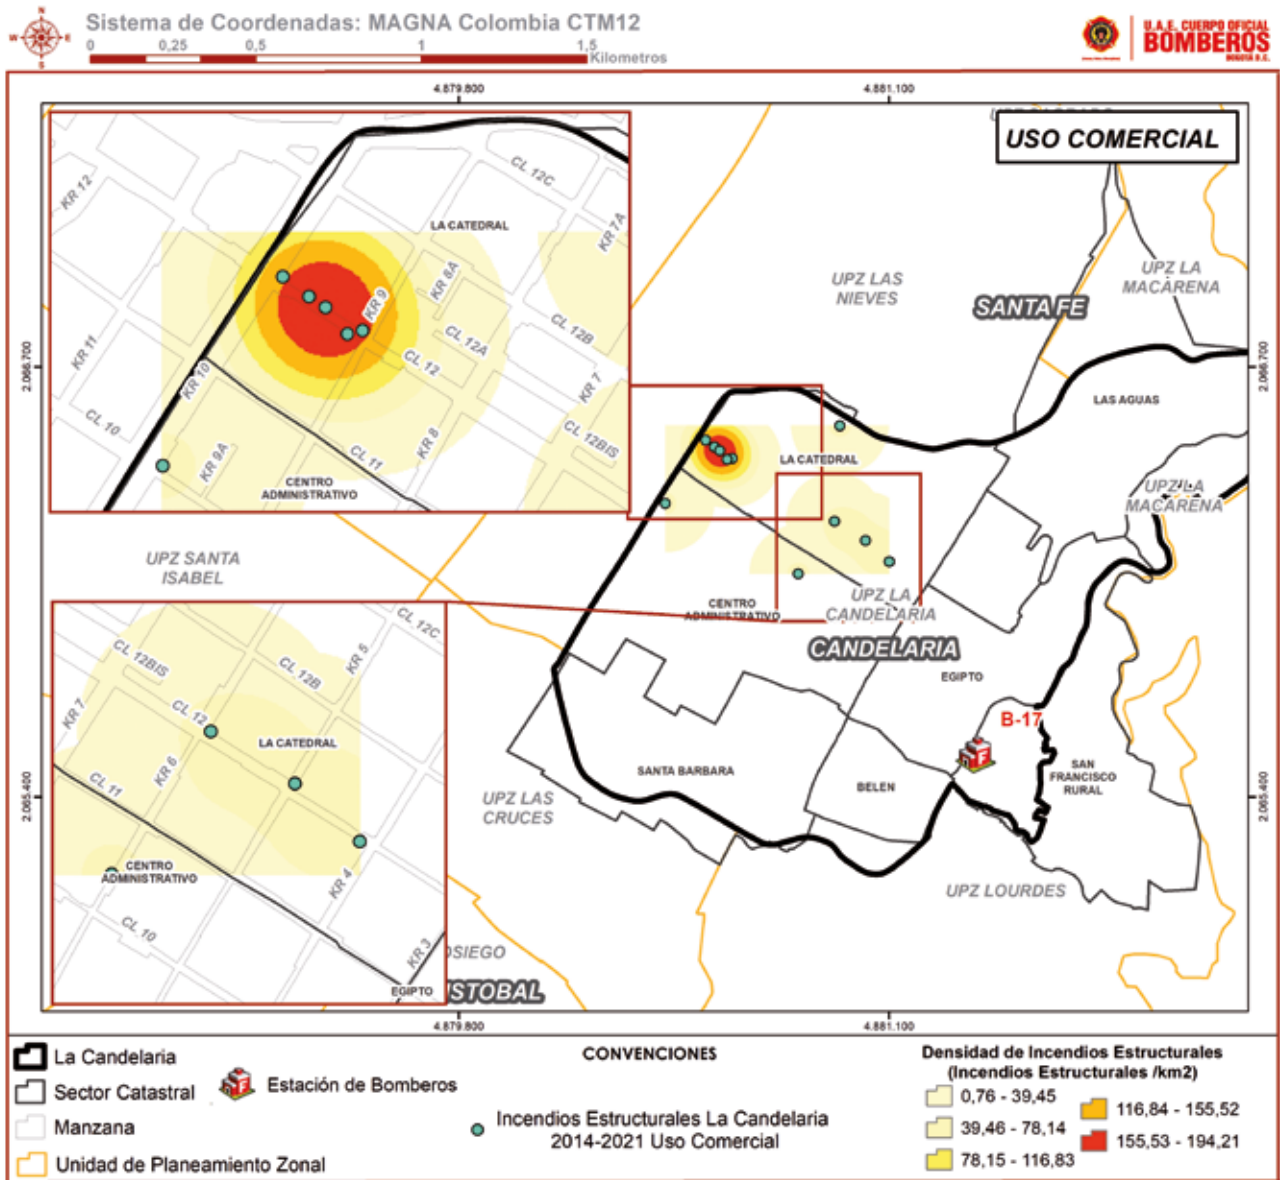 N
W
E
S
Sistema de Coordenadas: MAGNA Colombia CTM12
0 0,25 0,5 1 1,5
Kilometros
U.A.E. CUERPO OFICIAL
BOMBEROS
BOGOTÁ D.C.
4.879.800 4.881.100
USO COMERCIAL
KR 12
CL 12C
LA CATEDRAL
KR 7A
KR 8A
KR 9
CL 12B
CL 12A
KR 11
CL 12
KR 10
KR 7
CL 10
KR 8
CL 12BIS
KR 9A
CL 11
CENTRO
ADMINISTRATIVO
UPZ LAS
NIEVES
SANTA FE
UPZ LA
MACARENA
2.066.700
2.066.700
LAS AGUAS
LA CATEDRAL
UPZ LA
MACARENA
UPZ SANTA
ISABEL
CENTRO
ADMINISTRATIVO
UPZ LA
CANDELARIA
CANDELARIA
EGIPTO
B-17
SANTA BARBARA
BELEN
SAN
FRANCISCO
RURAL
UPZ LAS
CRUCES
UPZ LOURDES
2.065.400
2.065.400
CL 12C
CL 12BIS
KR 5
CL 12B
KR 7
CL 12
LA CATEDRAL
KR 6
CL 11
CENTRO
ADMINISTRATIVO
KR 4
CL 10
KR 3
EGIPTO
OSIEGO
ISTOBAL
4.879.800 4.881.100
CONVENCIONES
La Candelaria
Sector Catastral
Manzana
Unidad de Planeamiento Zonal
Estación de Bomberos
Incendios Estructurales La Candelaria
2014-2021 Uso Comercial
Densidad de Incendios Estructurales
(Incendios Estructurales /km2)
0,76 - 39,45
39,46 - 78,14
78,15 - 116,83
116,84 - 155,52
155,53 - 194,21